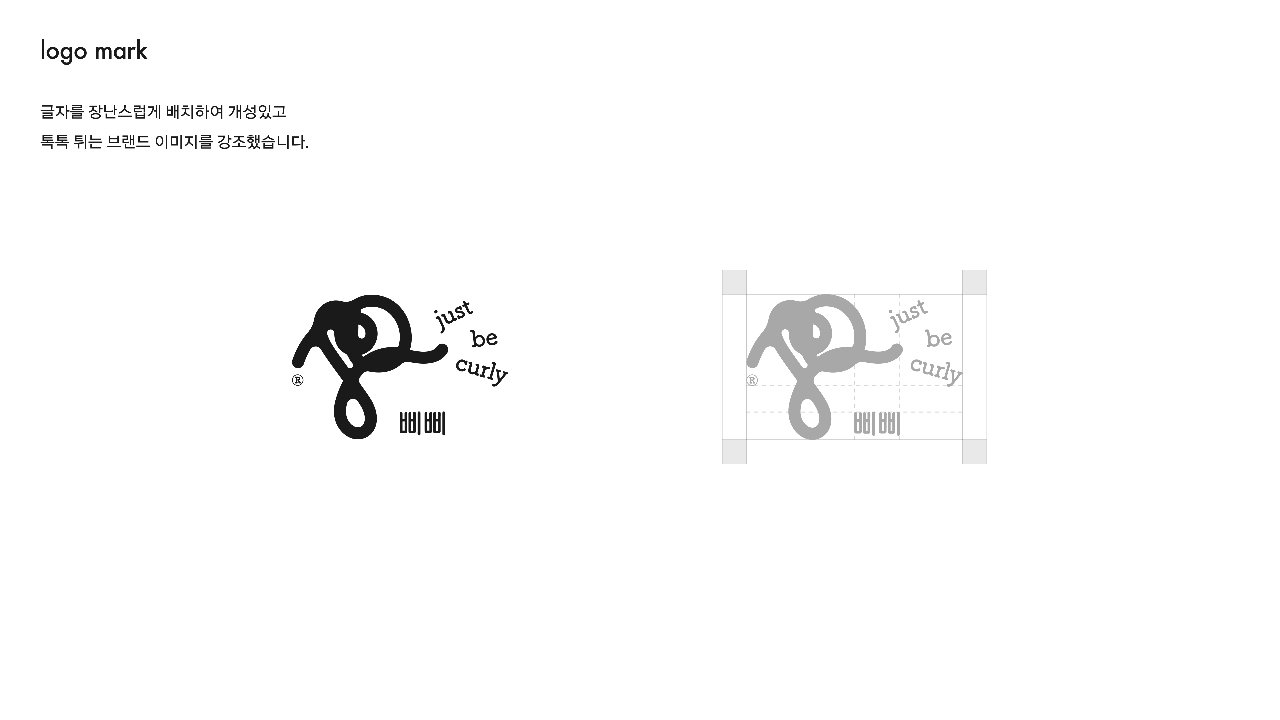 logo mark
글자를 장난스럽게 배치하여 개성있고
톡톡 튀는 브랜드 이미지를 강조했습니다.
just
be
curly
®
삐삐
just
be
curly
®
삐삐